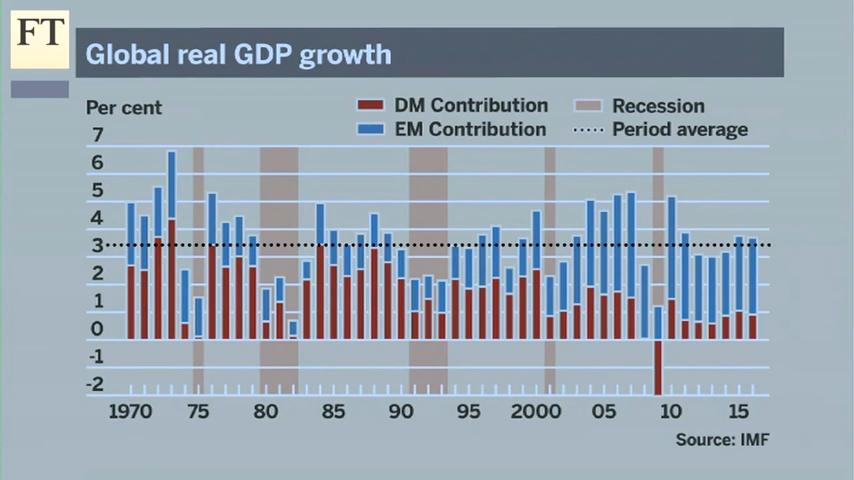 FT
Global real GDP growth
Per cent
DM Contribution
Recession
EM Contribution
Period average
7
6
5
4
3
2
1
0
-1
-2
1970 75 80 85 90 95 2000 05 10 15
Source: IMF